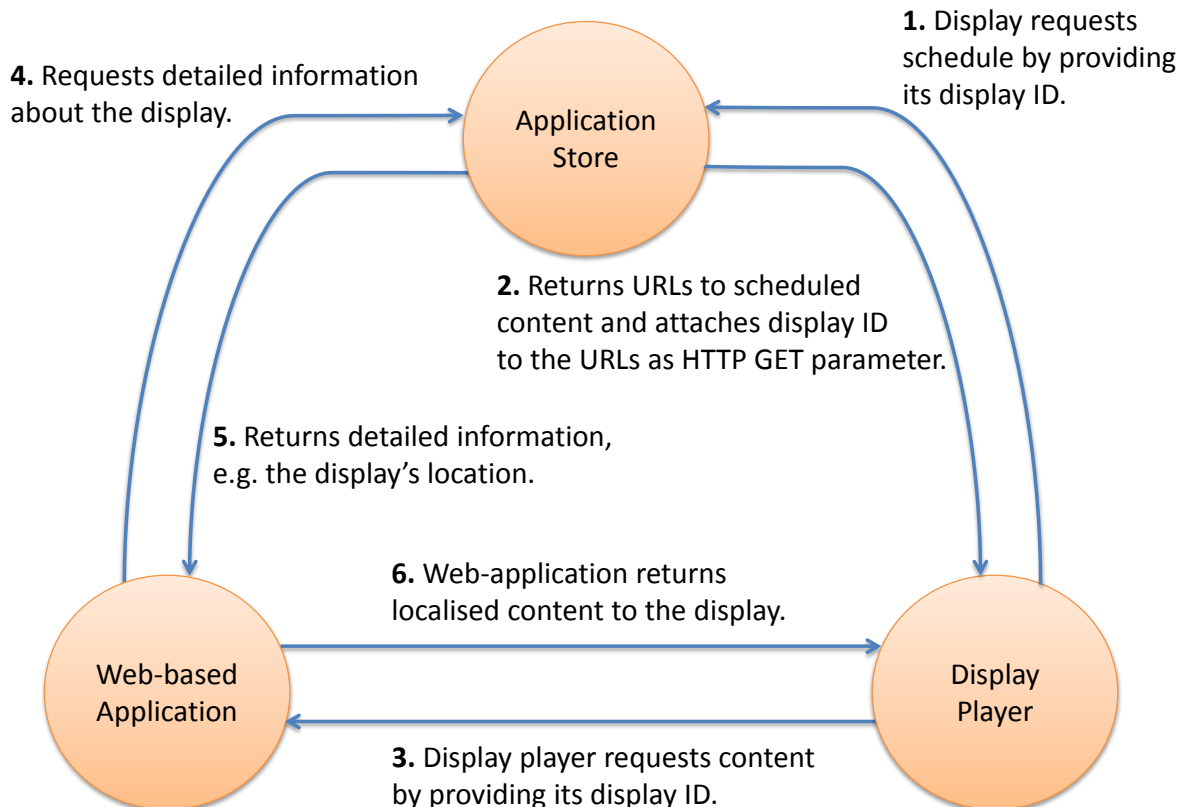 1. Display requests
schedule by providing
its display ID.
4. Requests detailed information
about the display.
Application
Store
2. Returns URLs to scheduled
content and attaches display ID
to the URLs as HTTP GET parameter.
5. Returns detailed information,
e.g. the display’s location.
6. Web-application returns
localised content to the display.
Web-based
Application
Display
Player
3. Display player requests content
by providing its display ID.